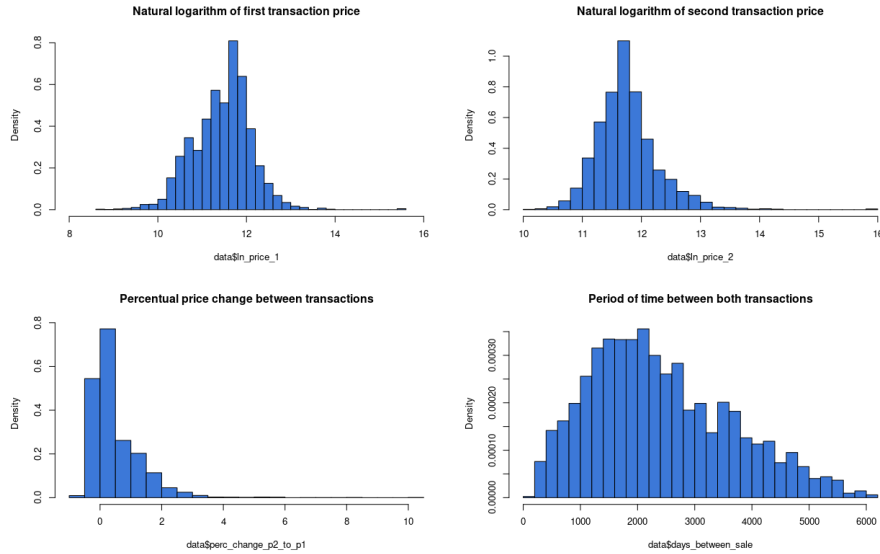 Natural logarithm of first transaction price
Density
0.0 0.2 0.4 0.6 0.8
8 10 12 14 16
data$ln_price_1
Natural logarithm of second transaction price
Density
0.0 0.2 0.4 0.6 0.8 1.0
10 11 12 13 14 15 16
data$ln_price_2
Percentual price change between transactions
Density
0.0 0.2 0.4 0.6 0.8
0 2 4 6 8 10
data$perc_change_p2_to_p1
Period of time between both transactions
Density
0.00000 0.00010 0.00020 0.00030
0 1000 2000 3000 4000 5000 6000
data$days_between_sale